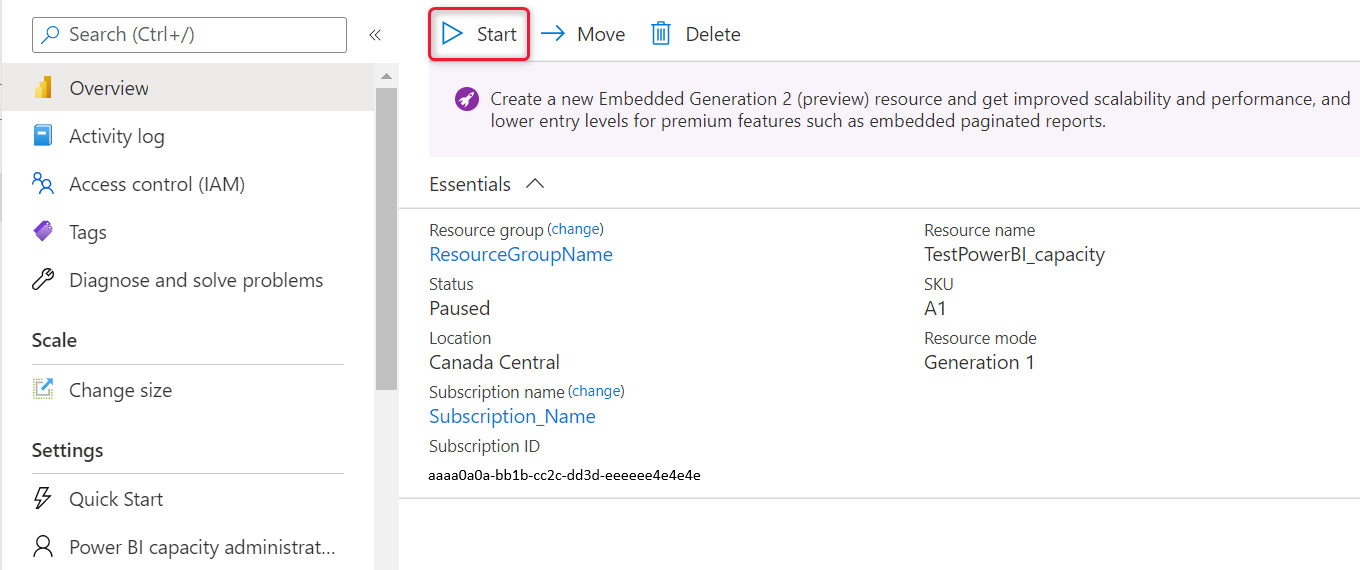 Search (Ctrl+/)
«
Overview
Activity log
Access control (IAM)
Tags
Diagnose and solve problems
Scale
Change size
Settings
Quick Start
Power BI capacity administrat...
Start
Move
Delete
Create a new Embedded Generation 2 (preview) resource and get improved scalability and performance, and
lower entry levels for premium features such as embedded paginated reports.
Essentials
Resource group (change)
ResourceGroupName
Status
Paused
Location
Canada Central
Subscription name (change)
Subscription_Name
Subscription ID
aaaa0a0a-bb1b-cc2c-dd3d-eeeeee4e4e4e
Resource name
TestPowerBI_capacity
SKU
A1
Resource mode
Generation 1